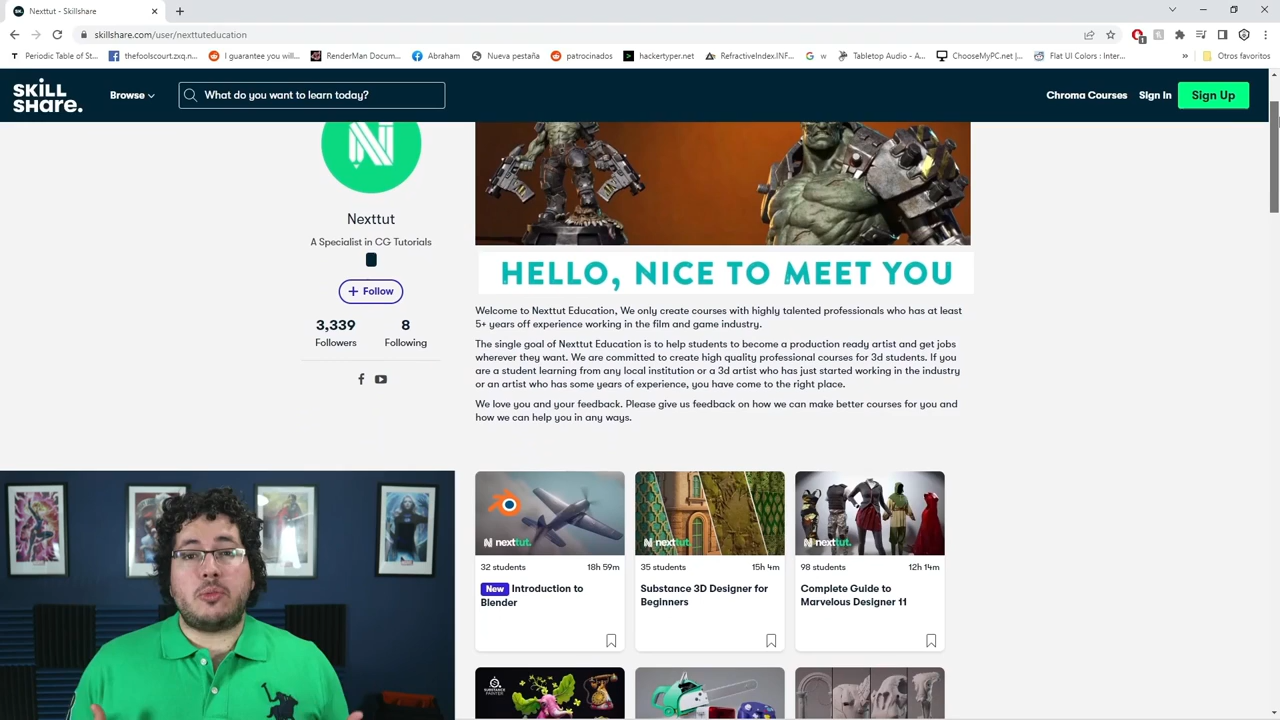 Nexttut - Skillshare
skillshare.com/user/nexttuteducation
Periodic Table of St...
thefoolscourt.zxq.n...
I guarantee you will...
RenderMan Docum...
Abraham
Nueva pestaña
patrocinados
hackertyper.net
RefractiveIndex.INF...
w
Tabletop Audio - A...
ChooseMyPC.net |...
Flat UI Colors : Inter...
»
Otros favoritos
SKILL
SHARE.
Browse
What do you want to learn today?
Chroma Courses
Sign In
Sign Up
N
Nexttut
A Specialist in CG Tutorials
+ Follow
3,339
8
Followers
Following
HELLO, NICE TO MEET YOU
Welcome to Nexttut Education, We only create courses with highly talented professionals who has at least
5+ years off experience working in the film and game industry.
The single goal of Nexttut Education is to help students to become a production ready artist and get jobs
wherever they want. We are committed to create high quality professional courses for 3d students. If you
are a student learning from any local institution or a 3d artist who has just started working in the industry
or an artist who has some years of experience, you have come to the right place.
We love you and your feedback. Please give us feedback on how we can make better courses for you and
how we can help you in any ways.
nexttut.
nexttut.
nexttut.
32 students
18h 59m
35 students
15h 4m
98 students
12h 14m
New Introduction to
Blender
Substance 3D Designer for
Beginners
Complete Guide to
Marvelous Designer 11
SUBSTANCE
PAINTER